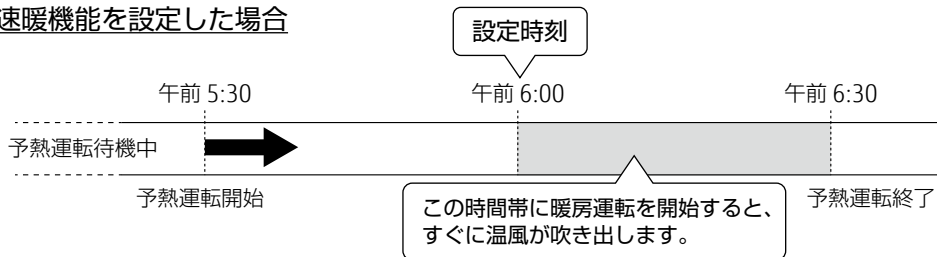 速暖機能を設定した場合
設定時刻
午前 5:30
午前 6:00
午前 6:30
予熱運転待機中
予熱運転開始
この時間帯に暖房運転を開始すると、
すぐに温風が吹き出します。
予熱運転終了